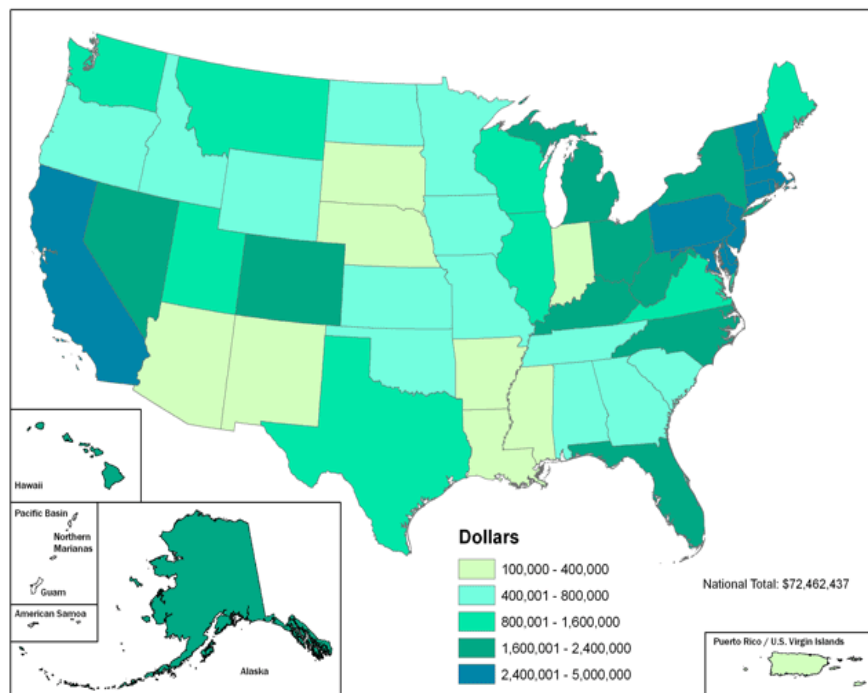 Hawaii
Pacific Basin
Northern
Marianas
Guam
American Samoa
Alaska
Dollars
100,000 - 400,000
400,001 - 800,000
800,001 - 1,600,000
1,600,001 - 2,400,000
2,400,001 - 5,000,000
National Total: $72,462,437
Puerto Rico / U.S. Virgin Islands